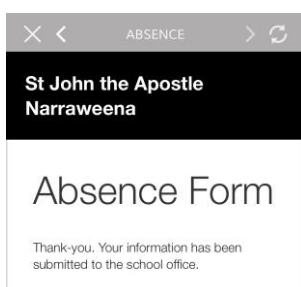 ABSENCE
St John the Apostle
Narraweena
Absence Form
Thank-you. Your information has been
submitted to the school office.